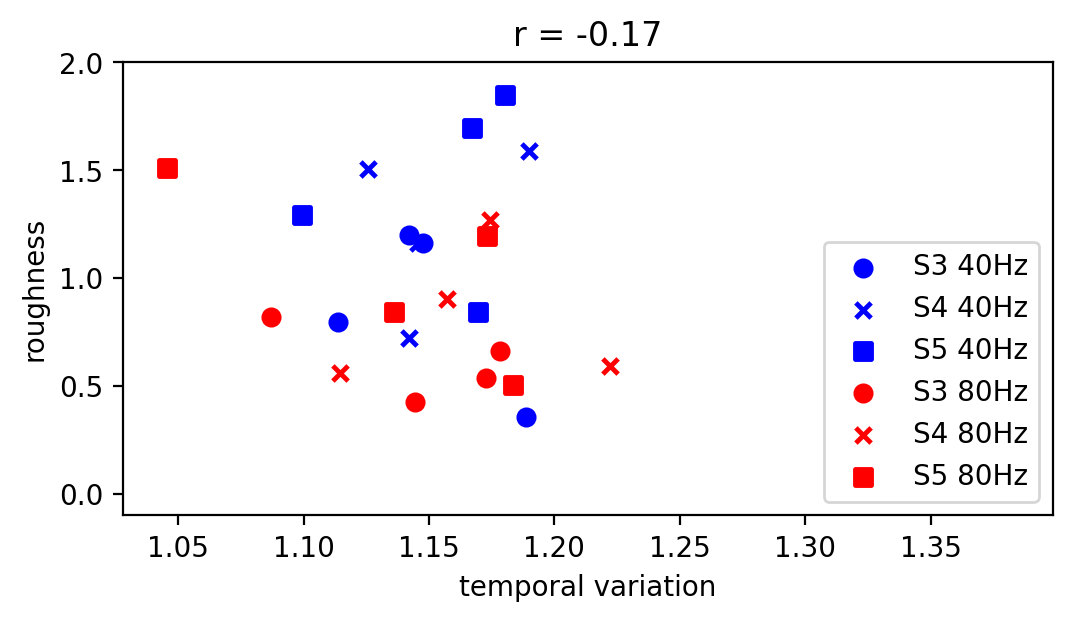 r = -0.17
2.0
1.5
1.0
0.5
0.0
roughness
S3 40Hz
S4 40Hz
S5 40Hz
S3 80Hz
S4 80Hz
S5 80Hz
1.05 1.10 1.15 1.20 1.25 1.30 1.35
temporal variation